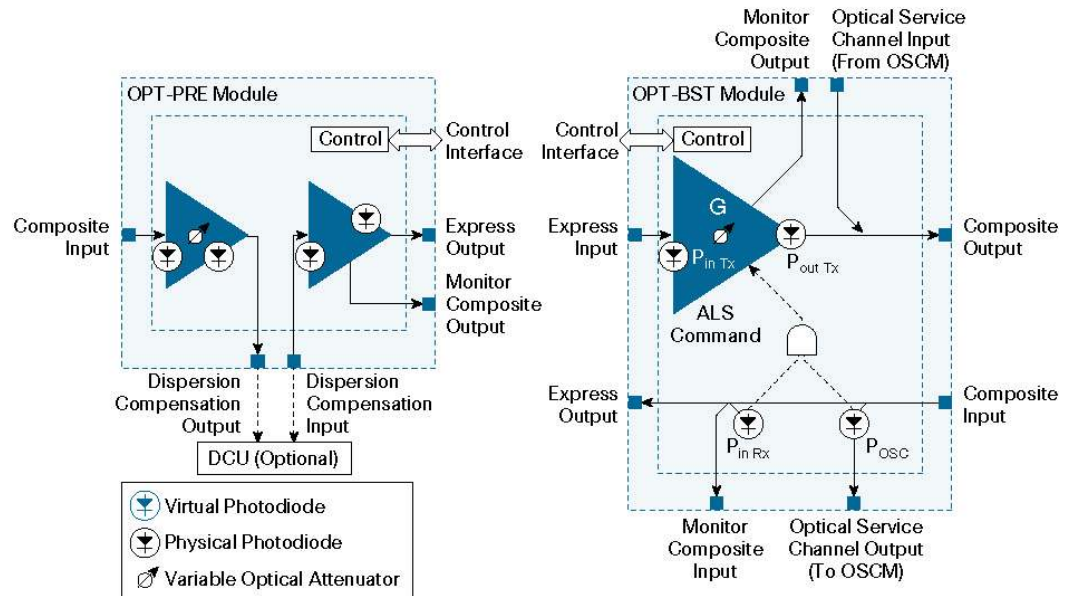 Monitor
Composite
Output
Optical Service
Channel Input
(From OSCM)
OPT-PRE Module
OPT-BST Module
Control
Control
Interface
Control
Interface
Control
Composite
Input
Express
Output
Monitor
Composite
Output
Express
Input
G
P in Tx
P out Tx
Composite
Output
ALS
Command
Dispersion
Compensation
Output
Dispersion
Compensation
Input
DCU (Optional)
Express
Output
Composite
Input
P in Rx
P OSC
Virtual Photodiode
Physical Photodiode
Variable Optical Attenuator
Monitor
Composite
Input
Optical Service
Channel Output
(To OSCM)